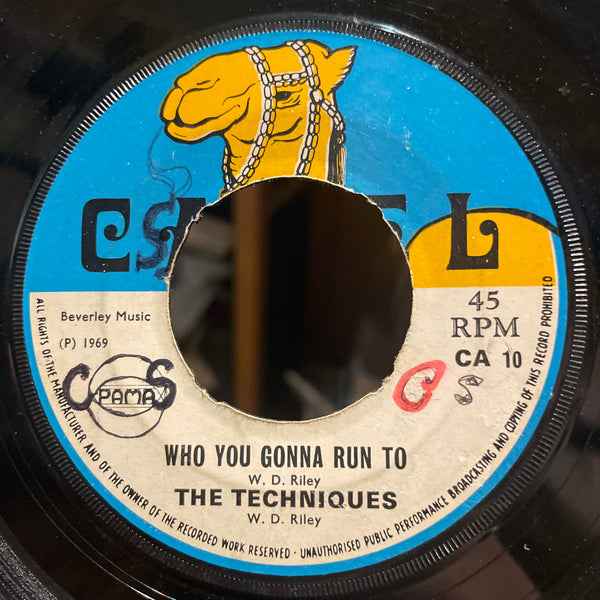 C EL
Beverley Music
(P) 1969
PAMA
C S
45
RPM
CA 10
C S
WHO YOU GONNA RUN TO
W. D. Riley
THE TECHNIQUES
W. D. Riley
ALL RIGHTS OF THE MANUFACTURER AND OF THE OWNER OF THE RECORDED WORK RESERVED · UNAUTHORISED PUBLIC PERFORMANCE BROADCASTING AND COPYING OF THIS RECORD PROHIBITED